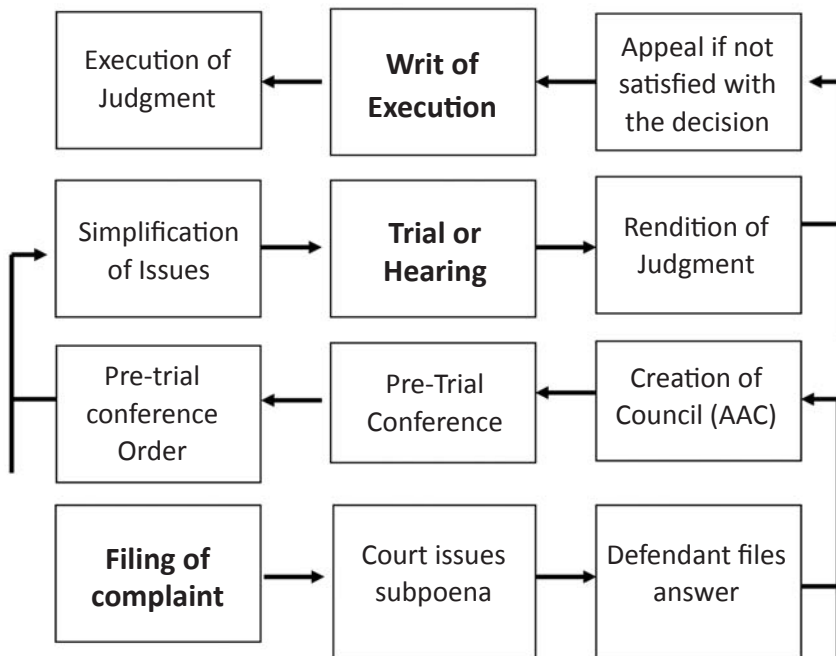 Execution of
Judgment
Writ of
Execution
Appeal if not
satisfied with
the decision
Simplification
of Issues
Trial or
Hearing
Rendition of
Judgment
Pre-trial
conference
Order
Pre-Trial
Conference
Creation of
Council (AAC)
Filing of
complaint
Court issues
subpoena
Defendant files
answer